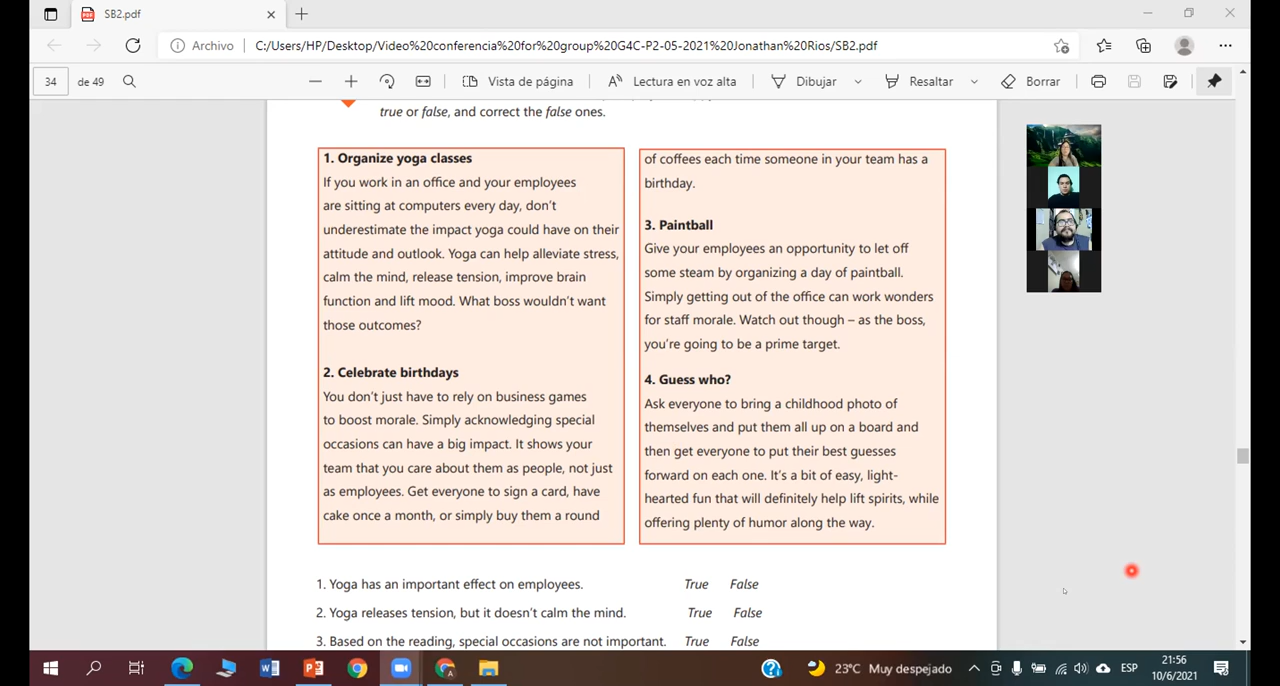 SB2.pdf
Archivo
C:/Users/HP/Desktop/Video%20conferencia%20for%20group%20G4C-P2-05-2021%20Jonathan%20Rios/SB2.pdf
34 de 49
Vista de página
Lectura en voz alta
Dibujar
Resaltar
Borrar
true or false, and correct the false ones.
1. Organize yoga classes
If you work in an office and your employees
are sitting at computers every day, don't
underestimate the impact yoga could have on their
attitude and outlook. Yoga can help alleviate stress,
calm the mind, release tension, improve brain
function and lift mood. What boss wouldn't want
those outcomes?
2. Celebrate birthdays
You don't just have to rely on business games
to boost morale. Simply acknowledging special
occasions can have a big impact. It shows your
team that you care about them as people, not just
as employees. Get everyone to sign a card, have
cake once a month, or simply buy them a round
of coffees each time someone in your team has a
birthday.
3. Paintball
Give your employees an opportunity to let off
some steam by organizing a day of paintball.
Simply getting out of the office can work wonders
for staff morale. Watch out though – as the boss,
you're going to be a prime target.
4. Guess who?
Ask everyone to bring a childhood photo of
themselves and put them all up on a board and
then get everyone to put their best guesses
forward on each one. It's a bit of easy, light-
hearted fun that will definitely help lift spirits, while
offering plenty of humor along the way.
1. Yoga has an important effect on employees. True False
2. Yoga releases tension, but it doesn't calm the mind. True False
3. Based on the reading, special occasions are not important. True False
23°C Muy despejado
ESP
21:56
10/6/2021